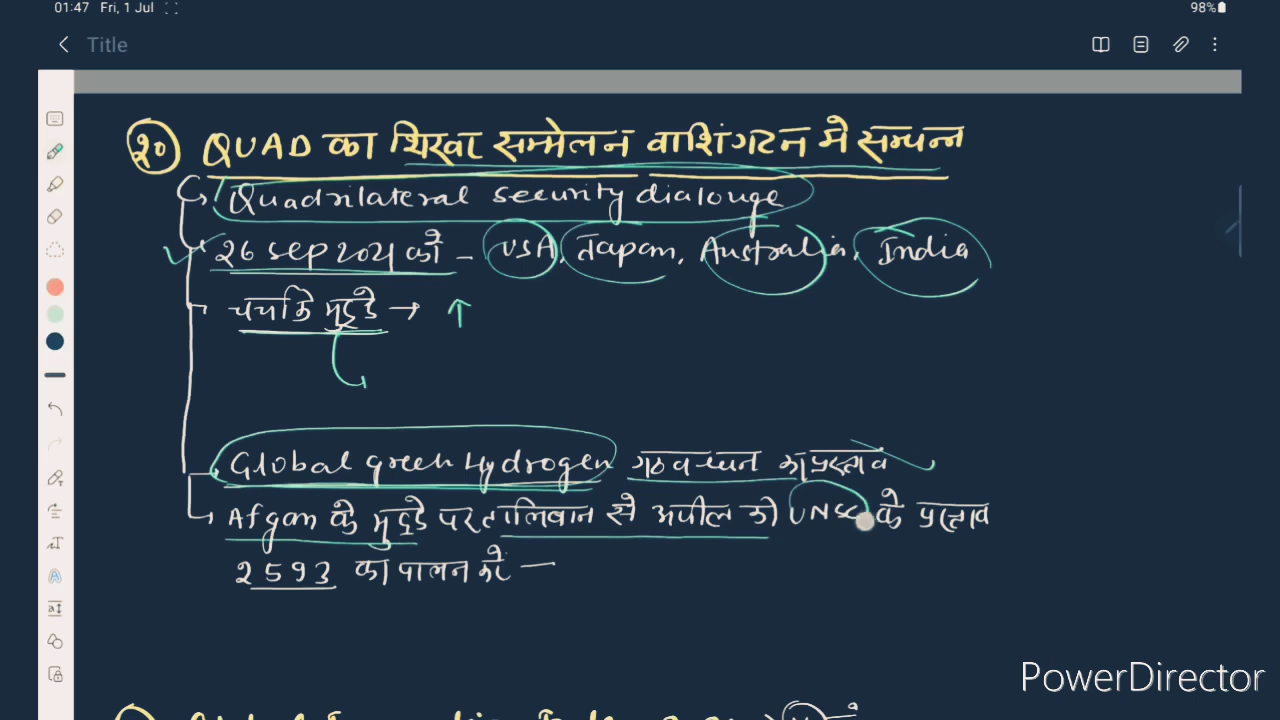 01:47 Fri, 1 Jul
98%
Title
२० QUAD का शिखर सम्मेलन वाशिंगटन मे सम्पन्न
Quadrilateral security dialouge
26 Sep 2021 को - USA, Japan, Australia, India
चर्चा के मुद्दे →
Global green Hydrogen गठबन्धन का प्रस्ताव
Afgan के मुद्दे पर तालिबान से अपील की UNSC के प्रस्ताव
2593 का पालन करे —
PowerDirector